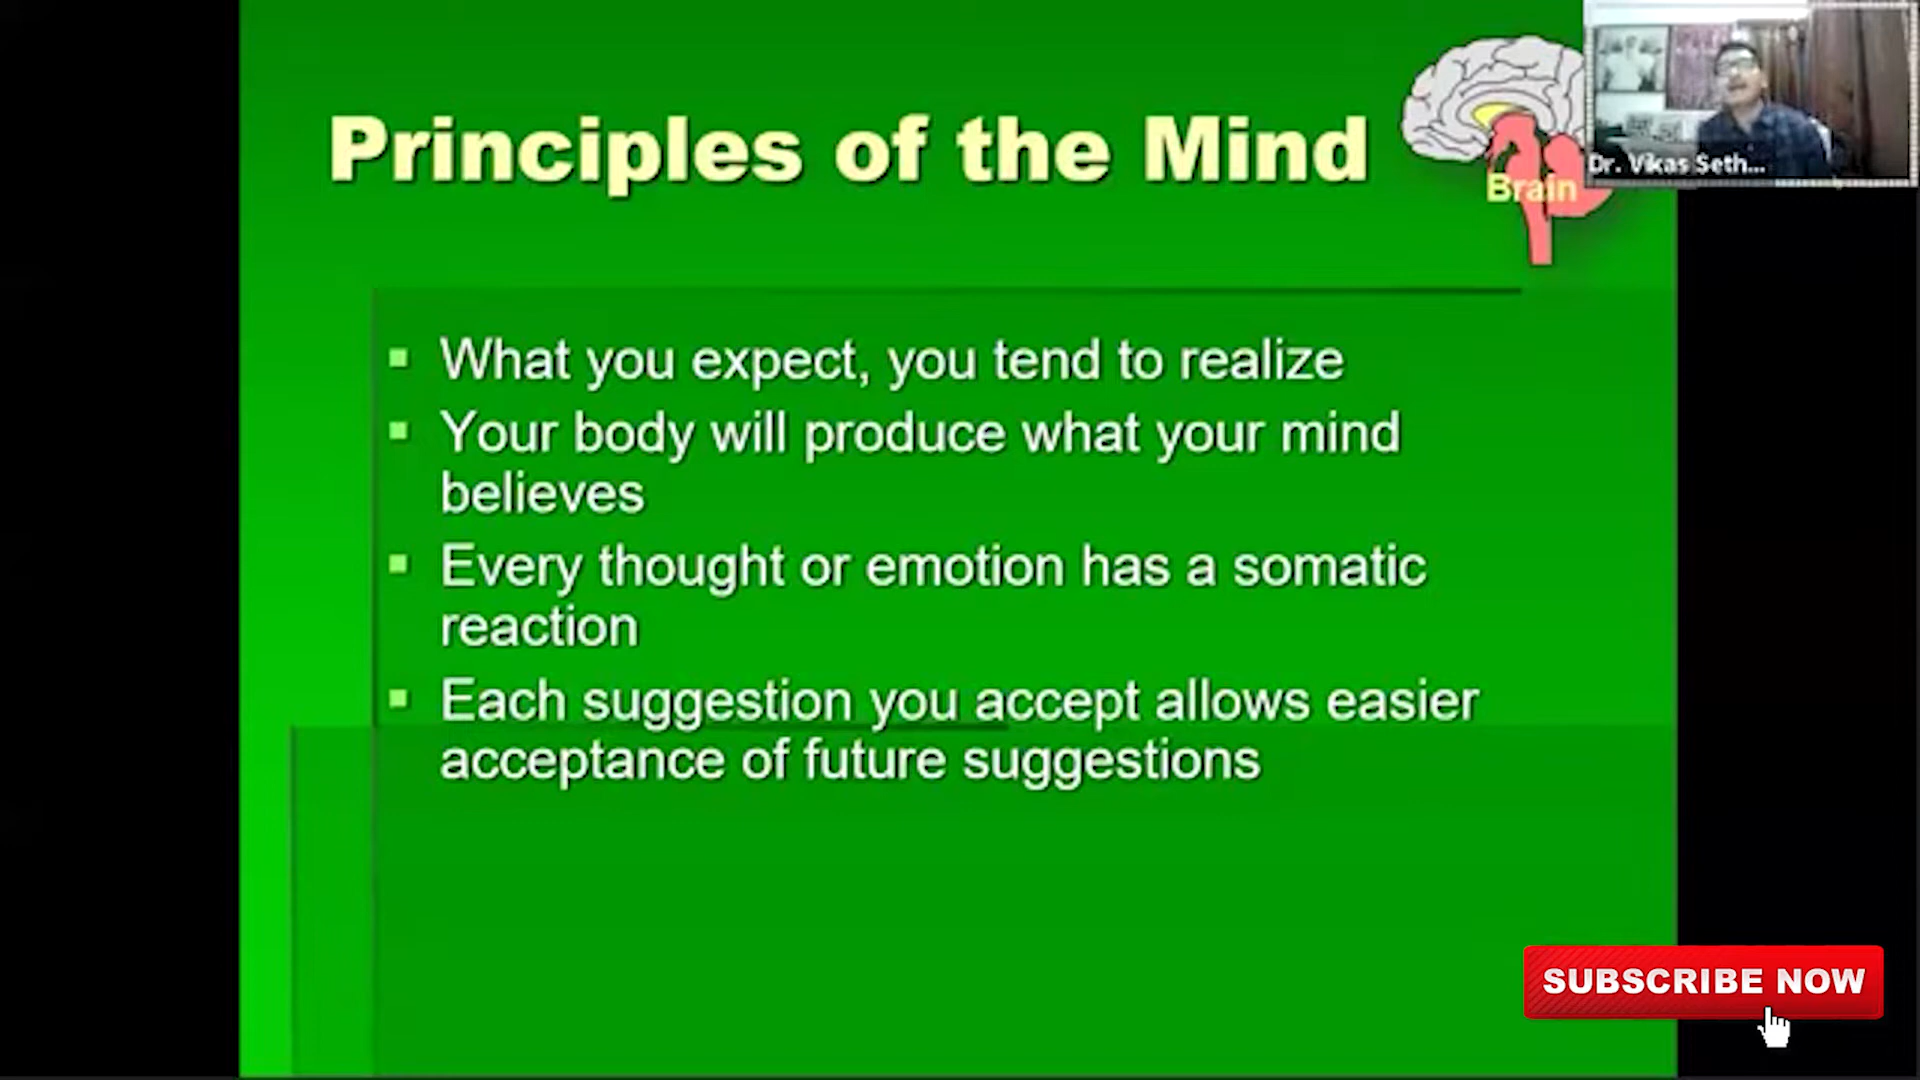 Principles of the Mind
Brain
Dr. Vikas Seth...
What you expect, you tend to realize
Your body will produce what your mind
believes
Every thought or emotion has a somatic
reaction
Each suggestion you accept allows easier
acceptance of future suggestions
SUBSCRIBE NOW